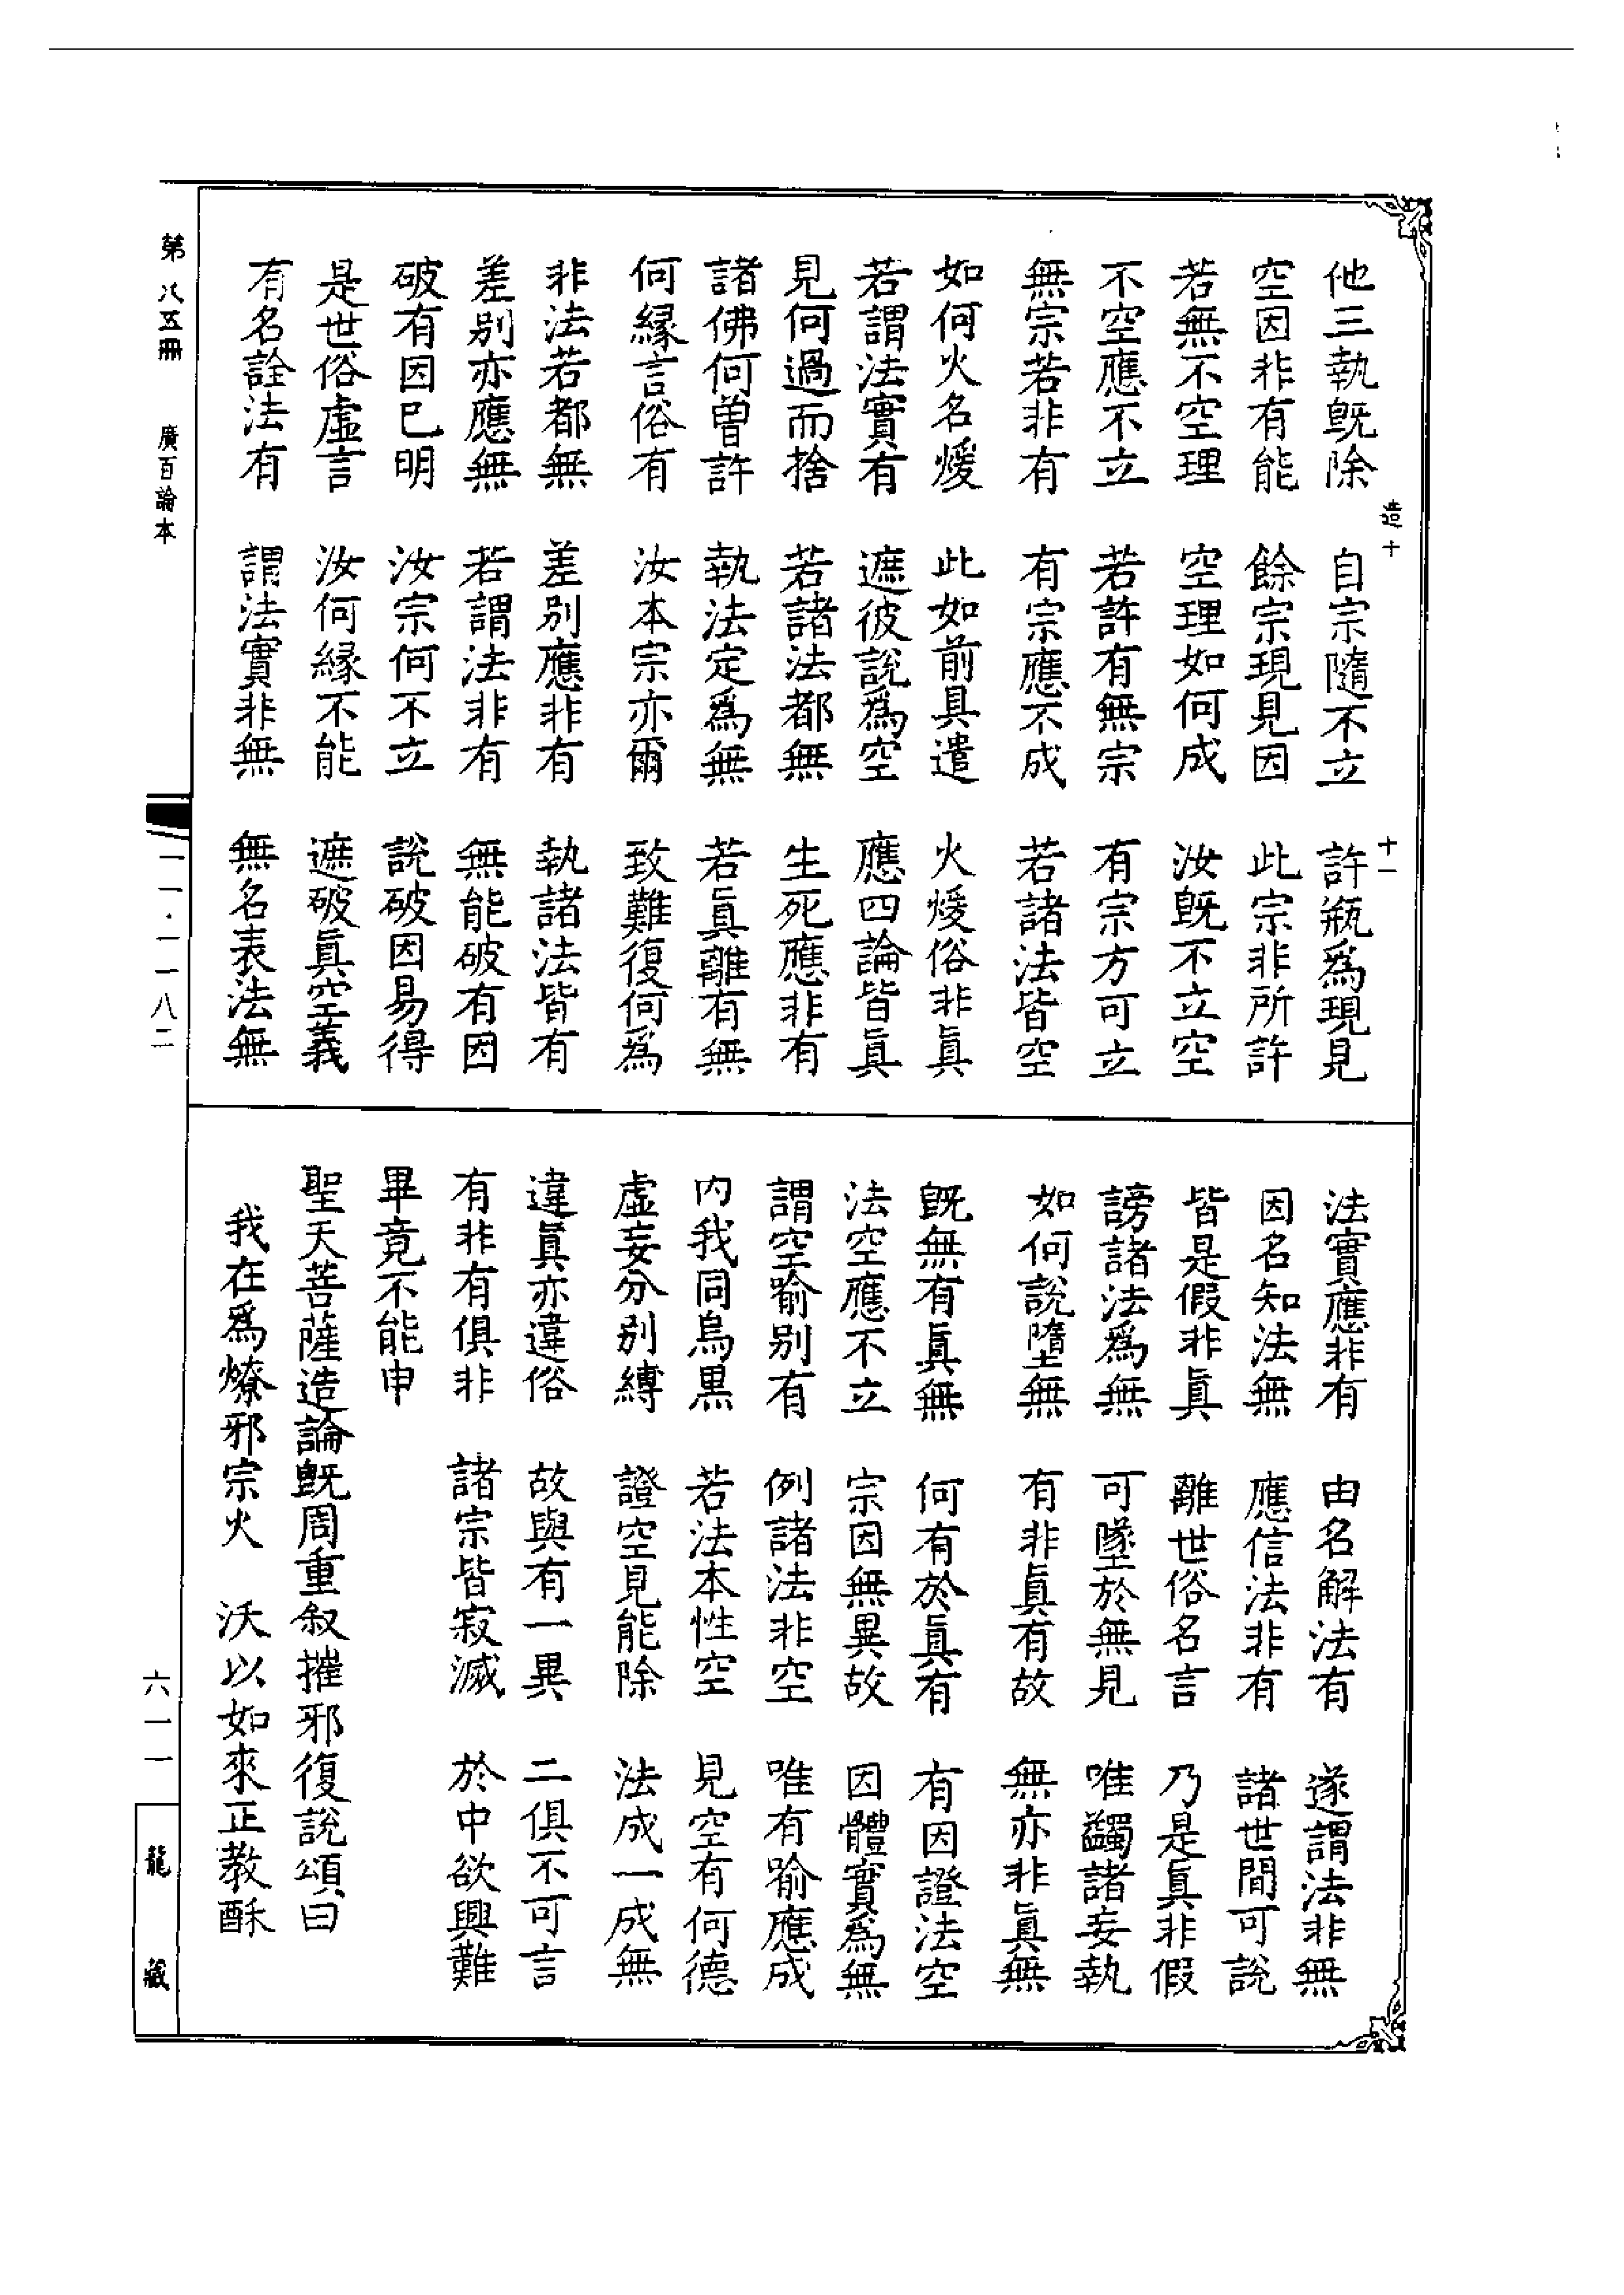 造十
十一
他三執旣除　自宗隨不立　許瓶爲現見
空因非有能　餘宗現見因　此宗非所許
若無不空理　空理如何成　汝旣不立空
不空應不立　若許有無宗　有宗方可立
無宗若非有　有宗應不成　若諸法皆空
如何火名煖　此如前具遣　火煖俗非眞
若謂法實有　遮彼說爲空　應四論皆眞
見何過而捨　若諸法都無　生死應非有
諸佛何曾許　執法定爲無　若眞離有無
何緣言俗有　汝本宗亦爾　致難復何爲
非法若都無　差別應非有　執諸法皆有
差別亦應無　若謂法非有　無能破有因
破有因已明　汝宗何不立　說破因易得
是世俗虛言　汝何緣不能　遮破眞空義
有名詮法有　謂法實非無　無名表法無
法實應非有　由名解法有　遂謂法非無
因名知法無　應信法非有　諸世間可說
皆是假非眞　離世俗名言　乃是眞非假
謗諸法爲無　可墜於無見　唯蠲諸妄執
如何說墮無　有非眞有故　無亦非眞無
旣無有眞無　何有於眞有　有因證法空
法空應不立　宗因無異故　因體實爲無
謂空喻別有　例諸法非空　唯有喻應成
內我同烏黑　若法本性空　見空有何德
虛妄分別縛　證空見能除　法成一成無
違眞亦違俗　故與有一異　二俱不可言
有非有俱非　諸宗皆寂滅　於中欲興難
畢竟不能申
聖天菩薩造論旣周重叙摧邪復說頌曰
我在爲燎邪宗火　沃以如來正教酥
第八五冊　廣百論本
一一·一一八二
六一一
龍藏